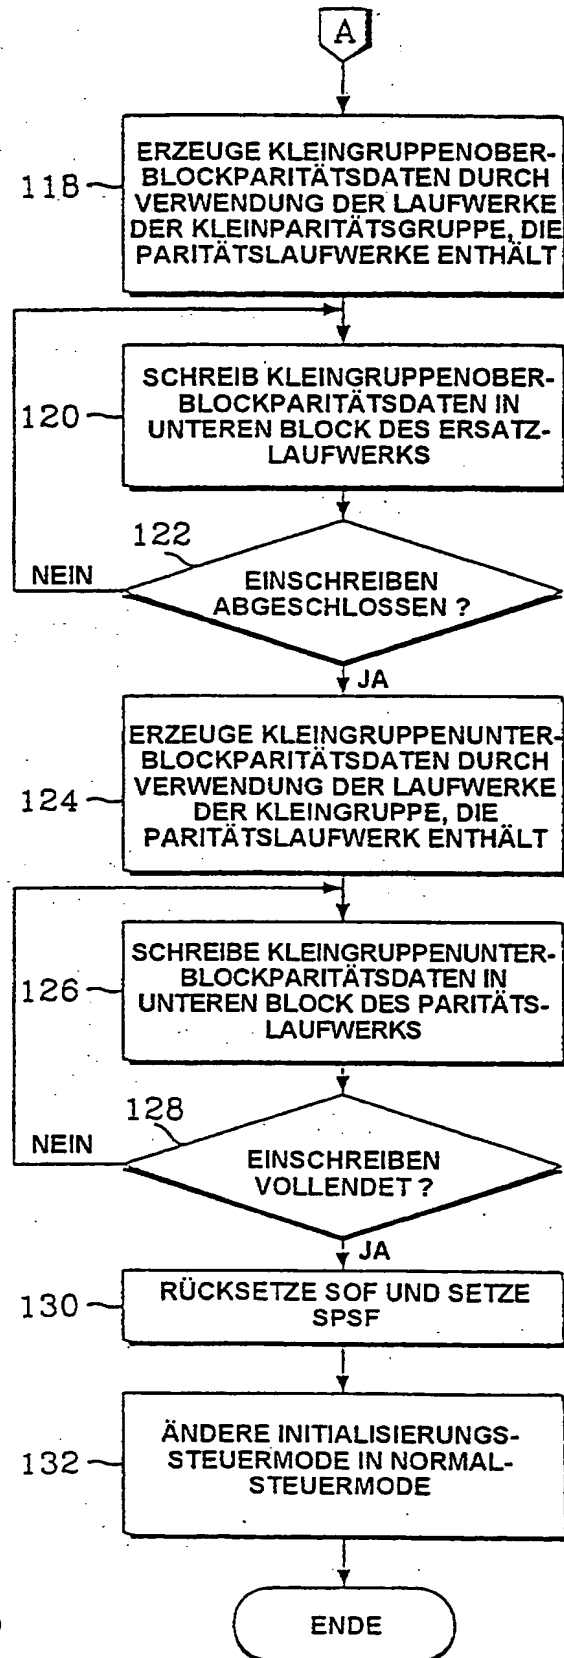 A
118
ERZEUGE KLEINGRUPPENOBER-
BLOCKPARITÄTSDATEN DURCH
VERWENDUNG DER LAUFWERKE
DER KLEINPARITÄTSGRUPPE, DIE
PARITÄTSLAUFWERKE ENTHÄLT
120
SCHREIB KLEINGRUPPENOBER-
BLOCKPARITÄTSDATEN IN
UNTEREN BLOCK DES ERSATZ-
LAUFWERKS
122
NEIN
EINSCHREIBEN
ABGESCHLOSSEN ?
JA
124
ERZEUGE KLEINGRUPPENUNTER-
BLOCKPARITÄTSDATEN DURCH
VERWENDUNG DER LAUFWERKE
DER KLEINGRUPPE, DIE
PARITÄTSLAUFWERK ENTHÄLT
126
SCHREIBE KLEINGRUPPENUNTER-
BLOCKPARITÄTSDATEN IN
UNTEREN BLOCK DES PARITÄTS-
LAUFWERKS
128
NEIN
EINSCHREIBEN
VOLLENDET ?
JA
130
RÜCKSETZE SOF UND SETZE
SPSF
132
ÄNDERE INITIALISIERUNGS-
STEUERMODE IN NORMAL-
STEUERMODE
ENDE